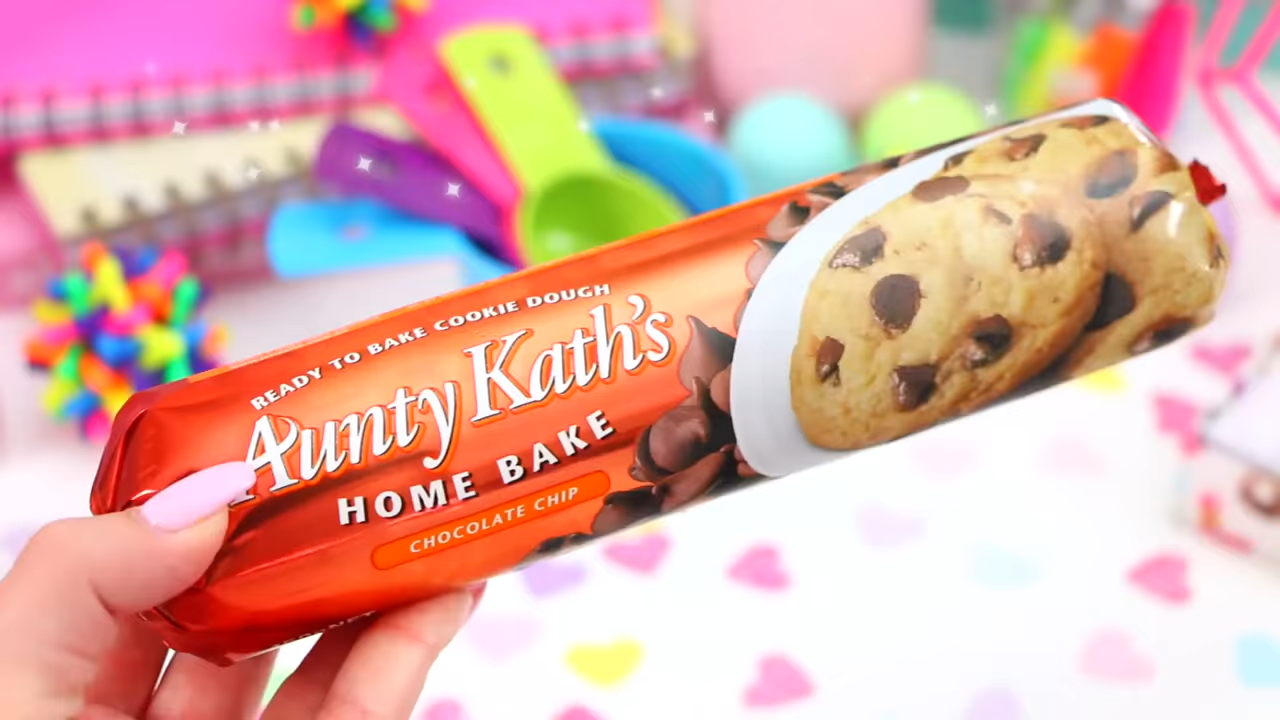 READY TO BAKE COOKIE DOUGH
Aunty Kath's
HOME BAKE
CHOCOLATE CHIP